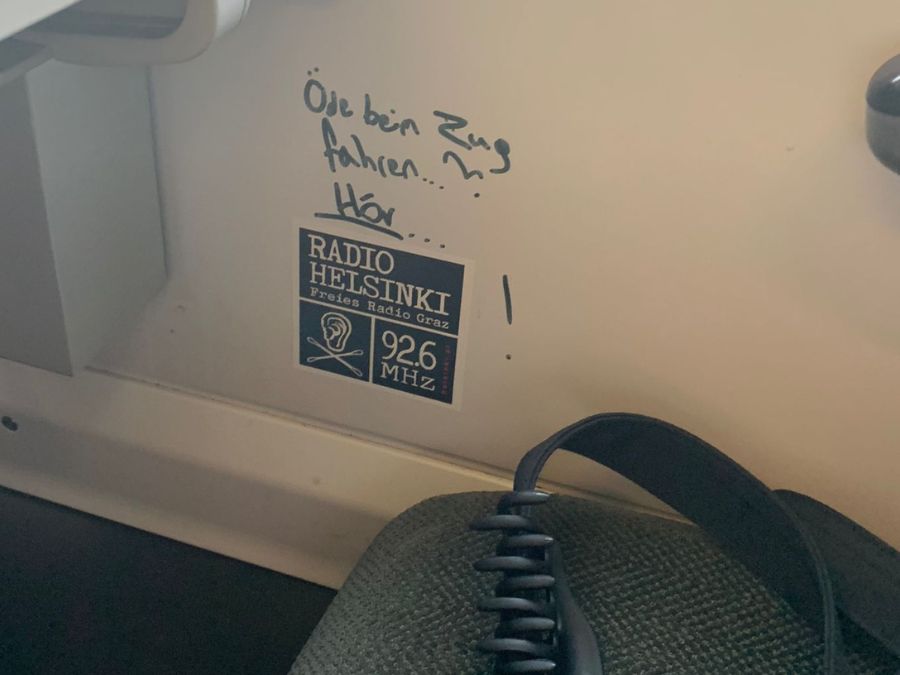 Öde beim Zug
fahren...?
Hör....
RADIO
HELSINKI
Freies Radio Graz
92.6
MHz
!